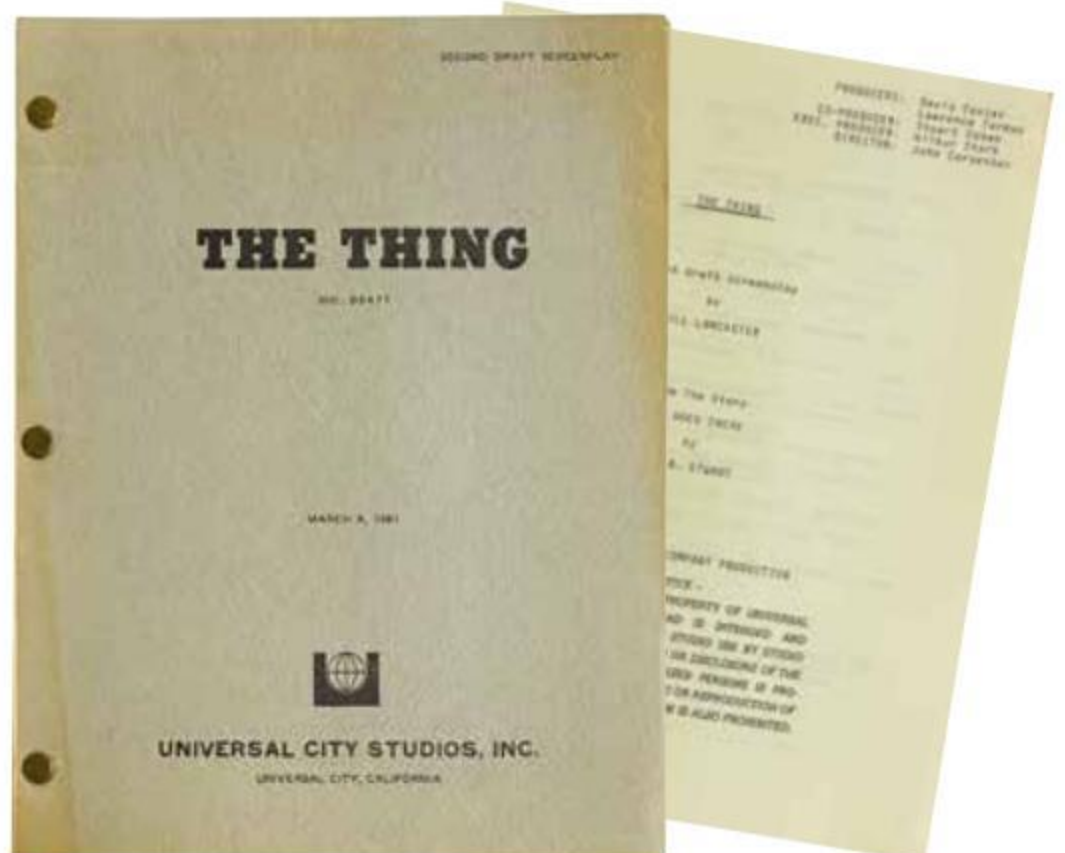 SECOND DRAFT SCREENPLAY
THE THING
NO.
MARCH 1981
UNIVERSAL CITY STUDIOS, INC.
UNIVERSAL CITY, CALIFORNIA
PRODUCERS: David Foster
Lawrence Turman
CO-PRODUCER: Stuart Cohen
EXEC. PRODUCER: Wilbur Stark
DIRECTOR: John Carpenter
THE THING
Draft Screenplay
by
LANCASTER
The Story
GOES THERE
by
STUART
COMPANY PRODUCTION
PROPERTY OF UNIVERSAL
IS INTENDED AND
STUDIO USE BY STUDIO
OR DISCLOSURE OF THE
PERSONS IS PRO-
OR REPRODUCTION OF
IS ALSO PROHIBITED.